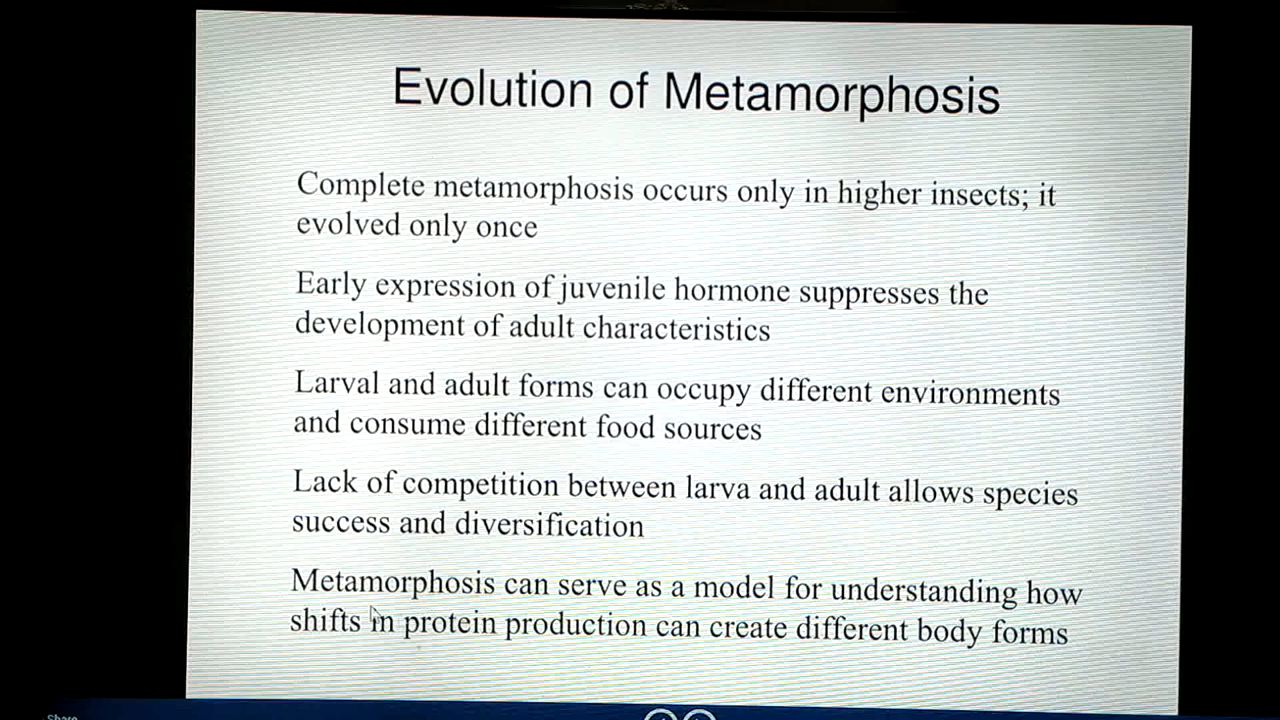 Evolution of Metamorphosis
Complete metamorphosis occurs only in higher insects; it
evolved only once
Early expression of juvenile hormone suppresses the
development of adult characteristics
Larval and adult forms can occupy different environments
and consume different food sources
Lack of competition between larva and adult allows species
success and diversification
Metamorphosis can serve as a model for understanding how
shifts in protein production can create different body forms
Share